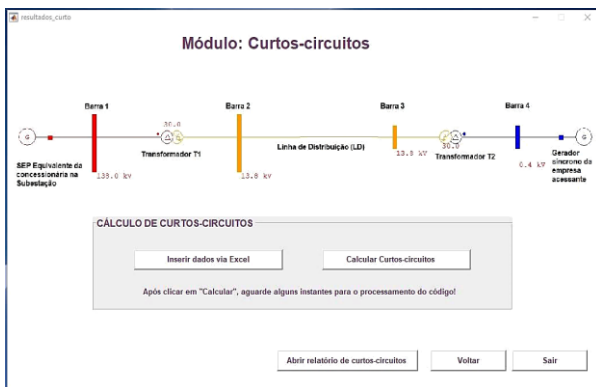 resultados_curto
Módulo: Curtos-circuitos
Barra 1
Barra 2
Barra 3
Barra 4
30.0
30.0
G
G
Transformador T1
Linha de Distribuição (LD)
Transformador T2
SEP Equivalente da
concessionária na
Subestação
138.0 kV
13.8 kV
13.8 kV
0.4 kV
Gerador
síncrono da
empresa
acessante
CÁLCULO DE CURTOS-CIRCUITOS
Inserir dados via Excel
Calcular Curtos-circuitos
Após clicar em "Calcular", aguarde alguns instantes para o processamento do código!
Abrir relatório de curtos-circuitos
Voltar
Sair